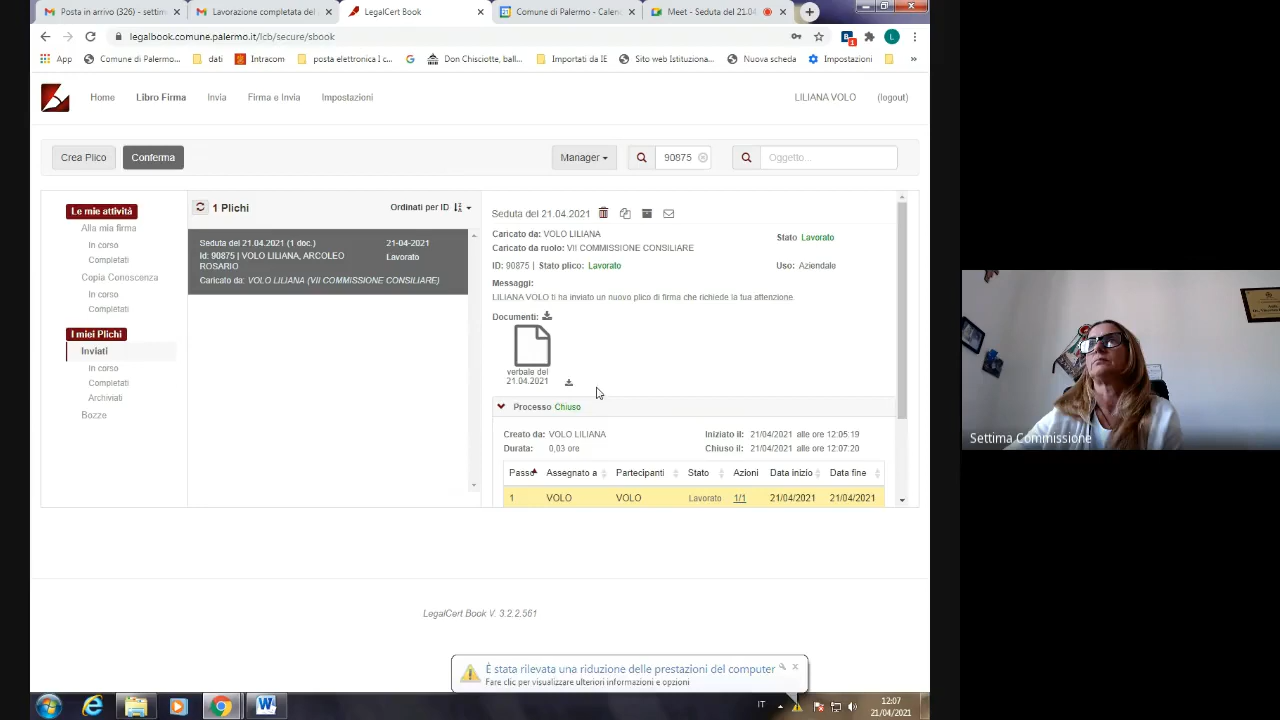 Posta in arrivo (326) - settim
Lavorazione completata del
LegalCert Book
Comune di Palermo - Calen
Meet - Seduta del 21.04
legalbook.comune.palermo.it/lcb/secure/sbook
App
Comune di Palermo...
dati
Intracom
posta elettronica I c...
Don Chisciotte, ball...
Importati da IE
Sito web Istituziona...
Nuova scheda
Impostazioni
»
Home
Libro Firma
Invia
Firma e Invia
Impostazioni
LILIANA VOLO
(logout)
Crea Plico
Conferma
Manager
90875
Oggetto...
Le mie attività
Alla mia firma
In corso
Completati
Copia Conoscenza
In corso
Completati
I miei Plichi
Inviati
In corso
Completati
Archiviati
Bozze
1 Plichi
Ordinati per ID
Seduta del 21.04.2021 (1 doc.) 21-04-2021
Id: 90875 | VOLO LILIANA, ARCOLEO Lavorato
ROSARIO
Caricato da: VOLO LILIANA (VII COMMISSIONE CONSILIARE)
Seduta del 21.04.2021
Caricato da: VOLO LILIANA Stato Lavorato
Caricato da ruolo: VII COMMISSIONE CONSILIARE
ID: 90875 | Stato plico: Lavorato Uso: Aziendale
Messaggi:
LILIANA VOLO ti ha inviato un nuovo plico di firma che richiede la tua attenzione.
Documenti:
verbale del
21.04.2021
Processo Chiuso
Creato da: VOLO LILIANA Iniziato il: 21/04/2021 alle ore 12:05:19
Durata: 0,03 ore Chiuso il: 21/04/2021 alle ore 12:07:20
Passo Assegnato a Partecipanti Stato Azioni Data inizio Data fine
1 VOLO VOLO Lavorato 1/1 21/04/2021 21/04/2021
LegalCert Book V. 3.2.2.561
È stata rilevata una riduzione delle prestazioni del computer
Fare clic per visualizzare ulteriori informazioni e opzioni
IT
12:07
21/04/2021
Settima Commissione